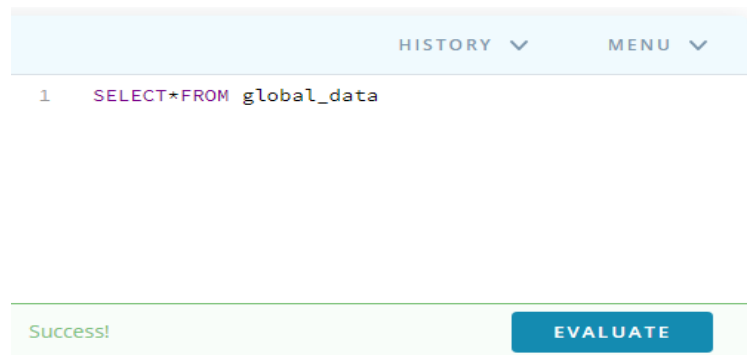 HISTORY MENU
1 SELECT*FROM global_data
Success! EVALUATE